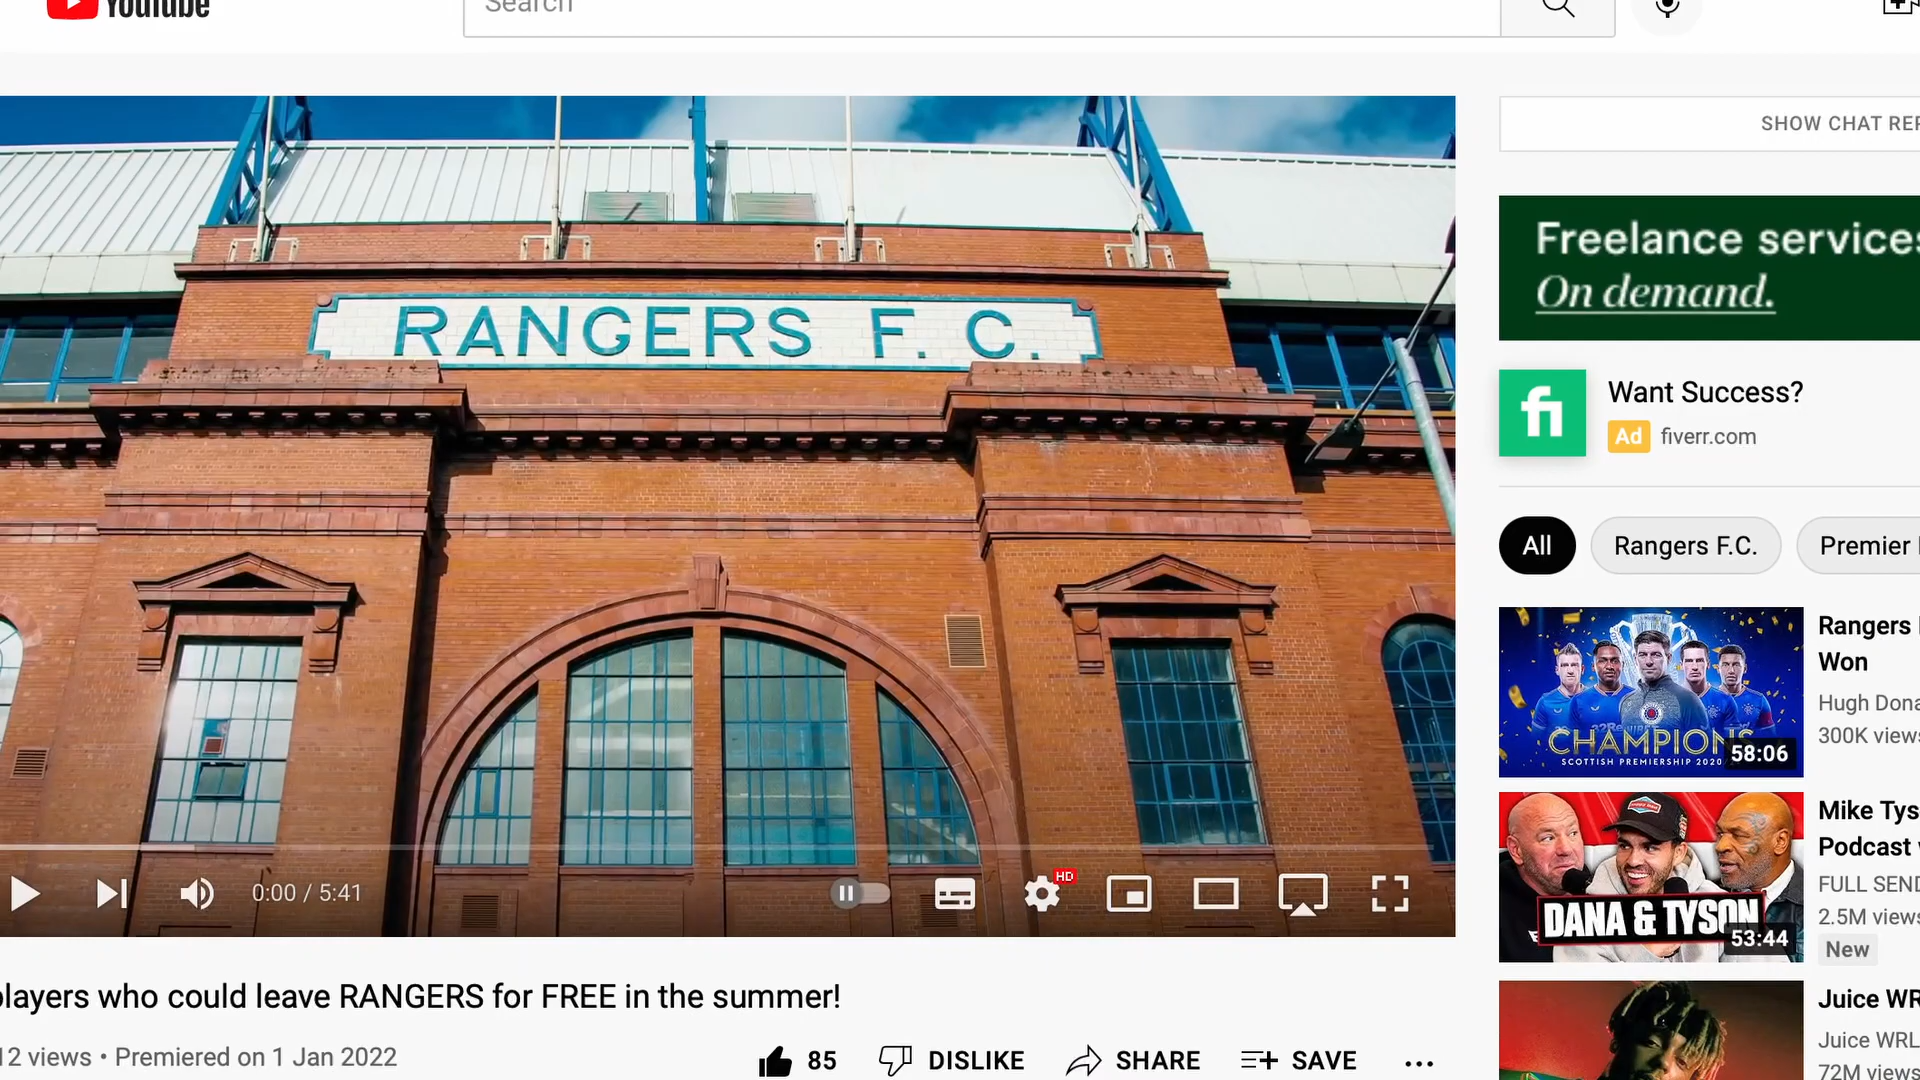 YouTube
Search
SHOW CHAT REP
Freelance services
On demand.
Want Success?
Ad fiverr.com
All Rangers F.C. Premier
RANGERS F. C.
Rangers
Won
Hugh Dona
300K views
CHAMPIONS
SCOTTISH PREMIERSHIP 2020
58:06
Mike Tys
Podcast
FULL SEND
2.5M views
New
DANA & TYSON
53:44
0:00 / 5:41
HD
players who could leave RANGERS for FREE in the summer!
12 views • Premiered on 1 Jan 2022
85 DISLIKE SHARE SAVE
Juice WR
Juice WRL
72M views